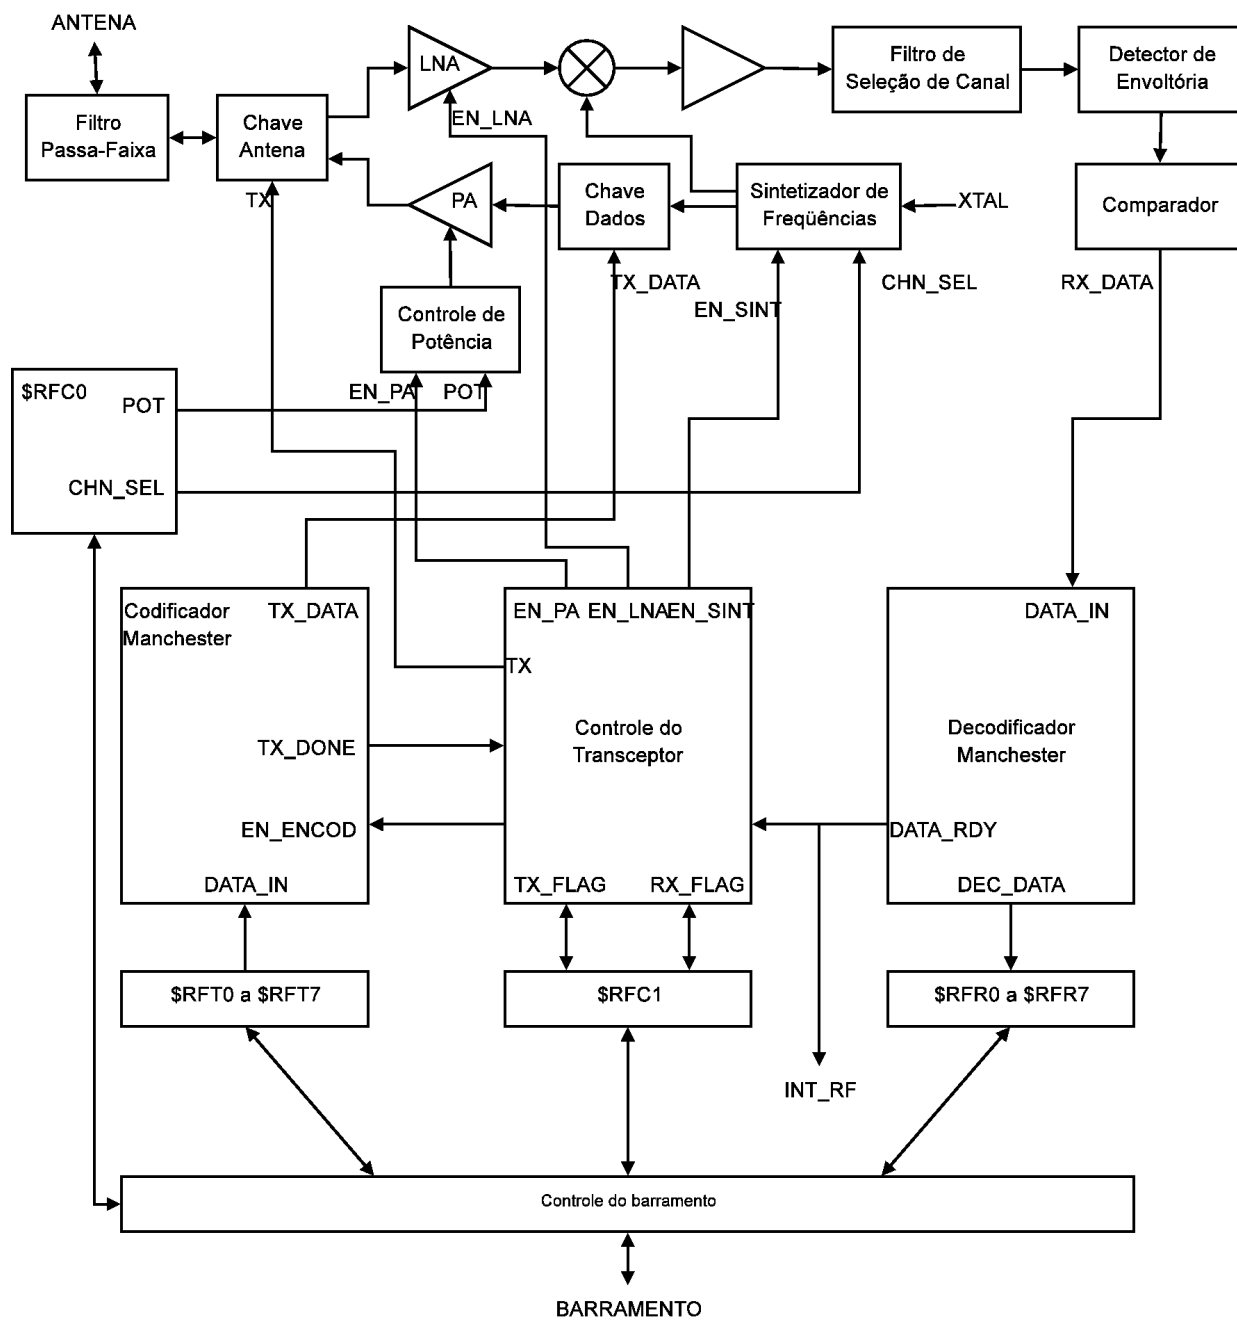 ANTENA
Filtro
Passa-Faixa
Chave
Antena
TX
LNA
EN_LNA
Filtro de
Seleção de Canal
Detector de
Envoltória
PA
Chave
Dados
Sintetizador de
Freqüências
XTAL
Comparador
TX_DATA
EN_SINT
CHN_SEL
RX_DATA
Controle de
Potência
EN_PA
POT
$RFC0
POT
CHN_SEL
Codificador
Manchester
TX_DATA
TX_DONE
EN_ENCOD
DATA_IN
EN_PA
EN_LNA
EN_SINT
TX
Controle do
Transceptor
TX_FLAG
RX_FLAG
DATA_IN
Decodificador
Manchester
DATA_RDY
DEC_DATA
$RFT0 a $RFT7
$RFC1
$RFR0 a $RFR7
INT_RF
Controle do barramento
BARRAMENTO